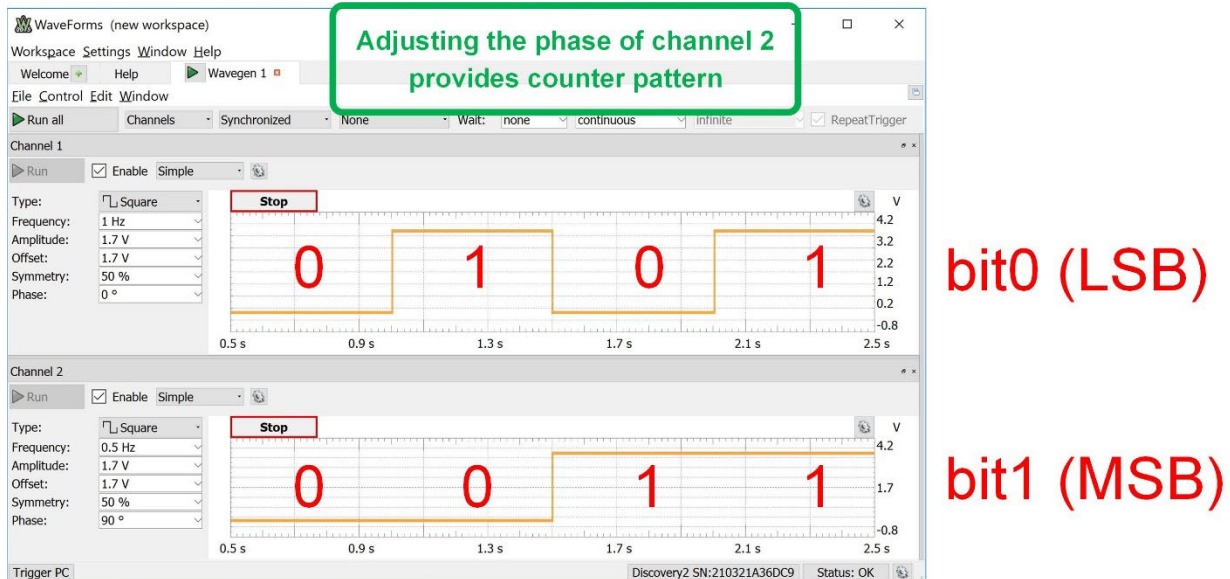 WaveForms (new workspace)
Adjusting the phase of channel 2
provides counter pattern
Workspace Settings Window Help
Welcome Help Wavegen 1
File Control Edit Window
Run all Channels Synchronized None Wait: none continuous infinite RepeatTrigger
Channel 1
Run Enable Simple
Type: Square Stop V
Frequency: 1 Hz 4.2
Amplitude: 1.7 V 3.2
Offset: 1.7 V 2.2
Symmetry: 50 % 1.2
Phase: 0 ° 0.2
-0.8
0 1 0 1 bit0 (LSB)
0.5 s 0.9 s 1.3 s 1.7 s 2.1 s 2.5 s
Channel 2
Run Enable Simple
Type: Square Stop V
Frequency: 0.5 Hz 4.2
Amplitude: 1.7 V
Offset: 1.7 V 1.7
Symmetry: 50 %
Phase: 90 ° -0.8
0 0 1 1 bit1 (MSB)
0.5 s 0.9 s 1.3 s 1.7 s 2.1 s 2.5 s
Trigger PC Discovery2 SN:210321A36DC9 Status: OK